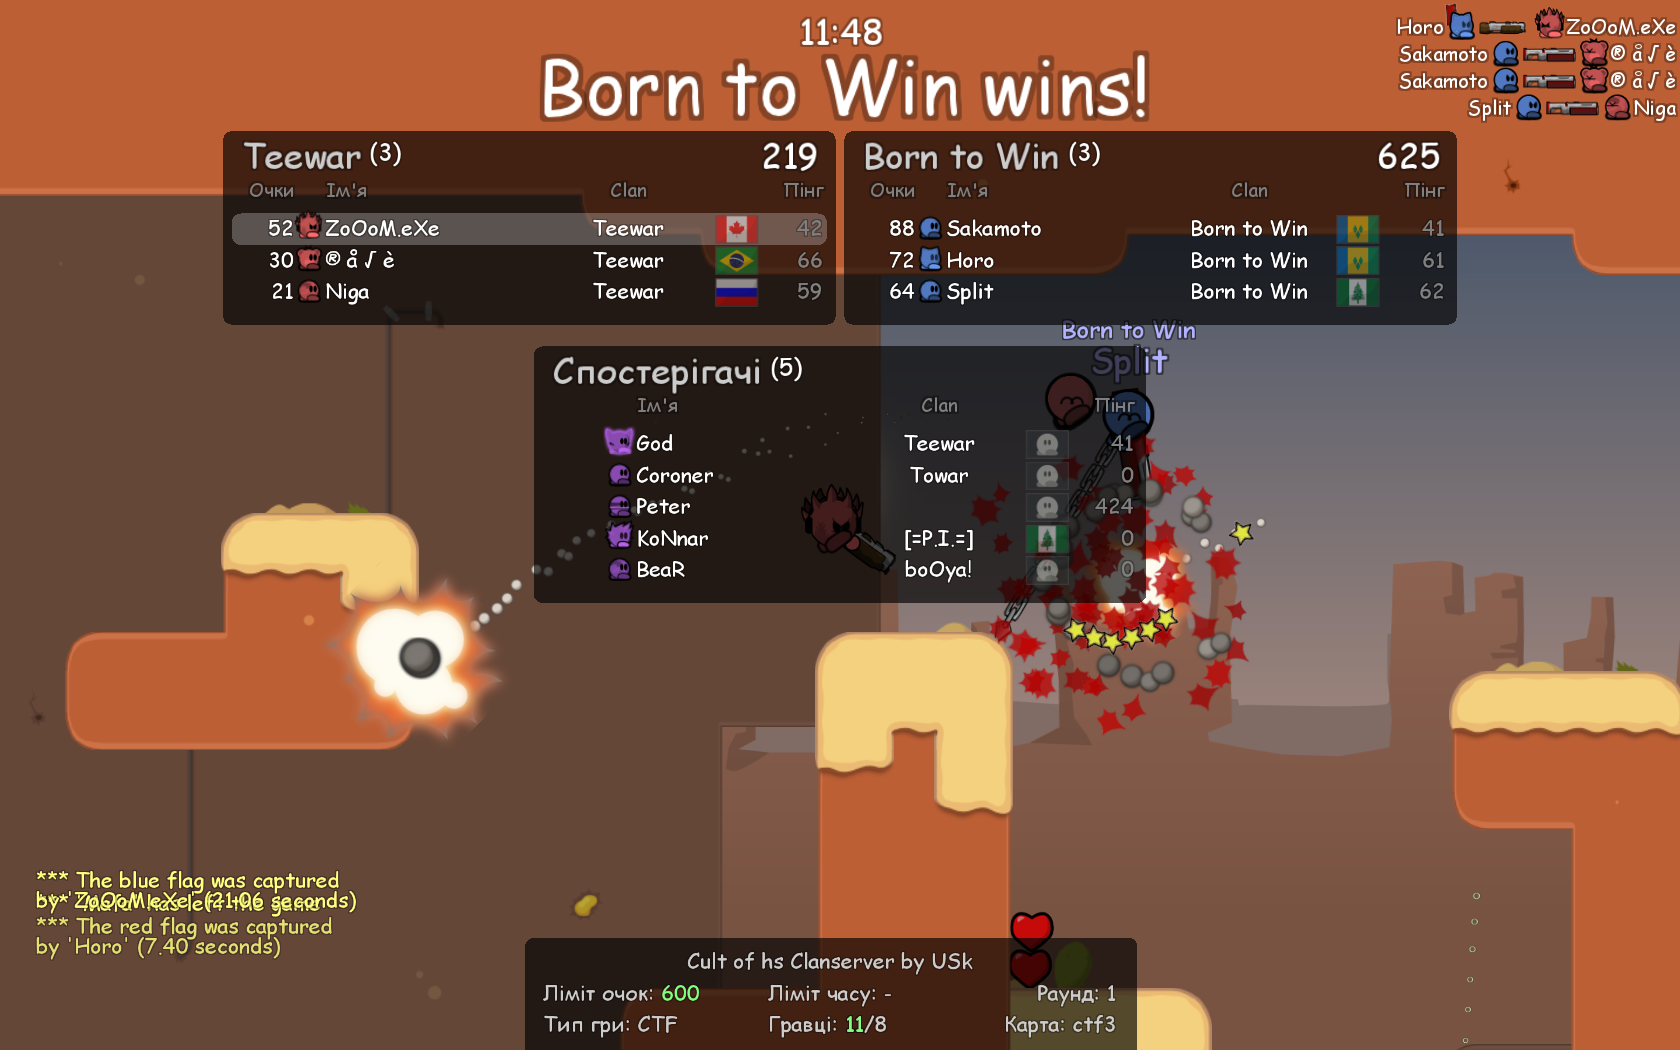 11:48
Born to Win wins!
Horo ZoOoM.eXe
Sakamoto ® å √ è
Sakamoto ® å √ è
Split Niga
Teewar (3) 219
Очки Ім'я Clan Пінг
52 ZoOoM.eXe Teewar 42
30 ® å √ è Teewar 66
21 Niga Teewar 59
Born to Win (3) 625
Очки Ім'я Clan Пінг
88 Sakamoto Born to Win 41
72 Horo Born to Win 61
64 Split Born to Win 62
Born to Win
Split
Спостерігачі (5)
Ім'я Clan Пінг
God Teewar 41
Coroner Towar 0
Peter 424
KoNnar [=P.I.=] 0
BeaR boOya! 0
*** The blue flag was captured
by 'ZoOoM.eXe' (21.06 seconds)
*** has left the game
*** The red flag was captured
by 'Horo' (7.40 seconds)
Cult of hs Clanserver by USk
Ліміт очок: 600 Ліміт часу: - Раунд: 1
Тип гри: CTF Гравці: 11/8 Карта: ctf3